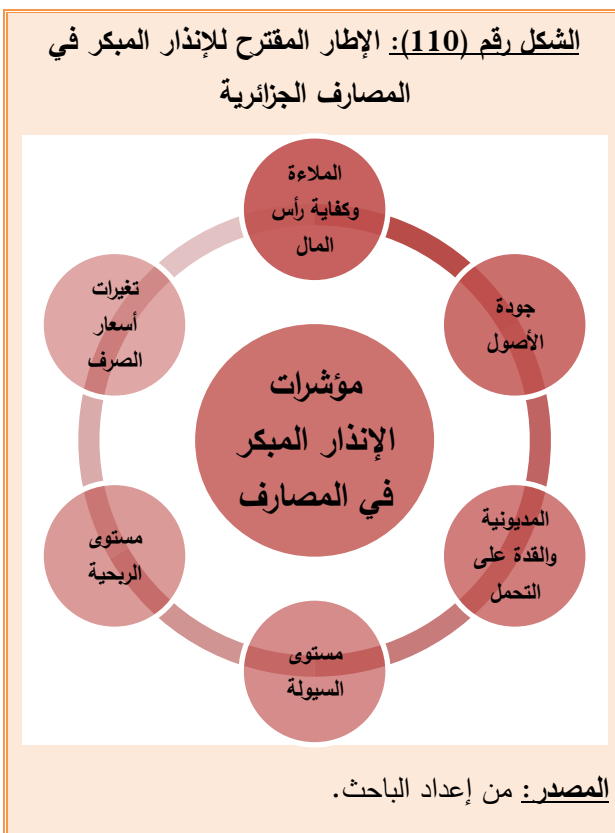 الشكل رقم (110): الإطار المقترح للإنذار المبكر في
المصارف الجزائرية
الملاءة
وكفاية رأس
المال
جودة
الأصول
المديونية
والقدة على
التحمل
مستوى
السيولة
مستوى
الربحية
تغيرات
أسعار
الصرف
مؤشرات
الإنذار المبكر
في المصارف
المصدر: من إعداد الباحث.